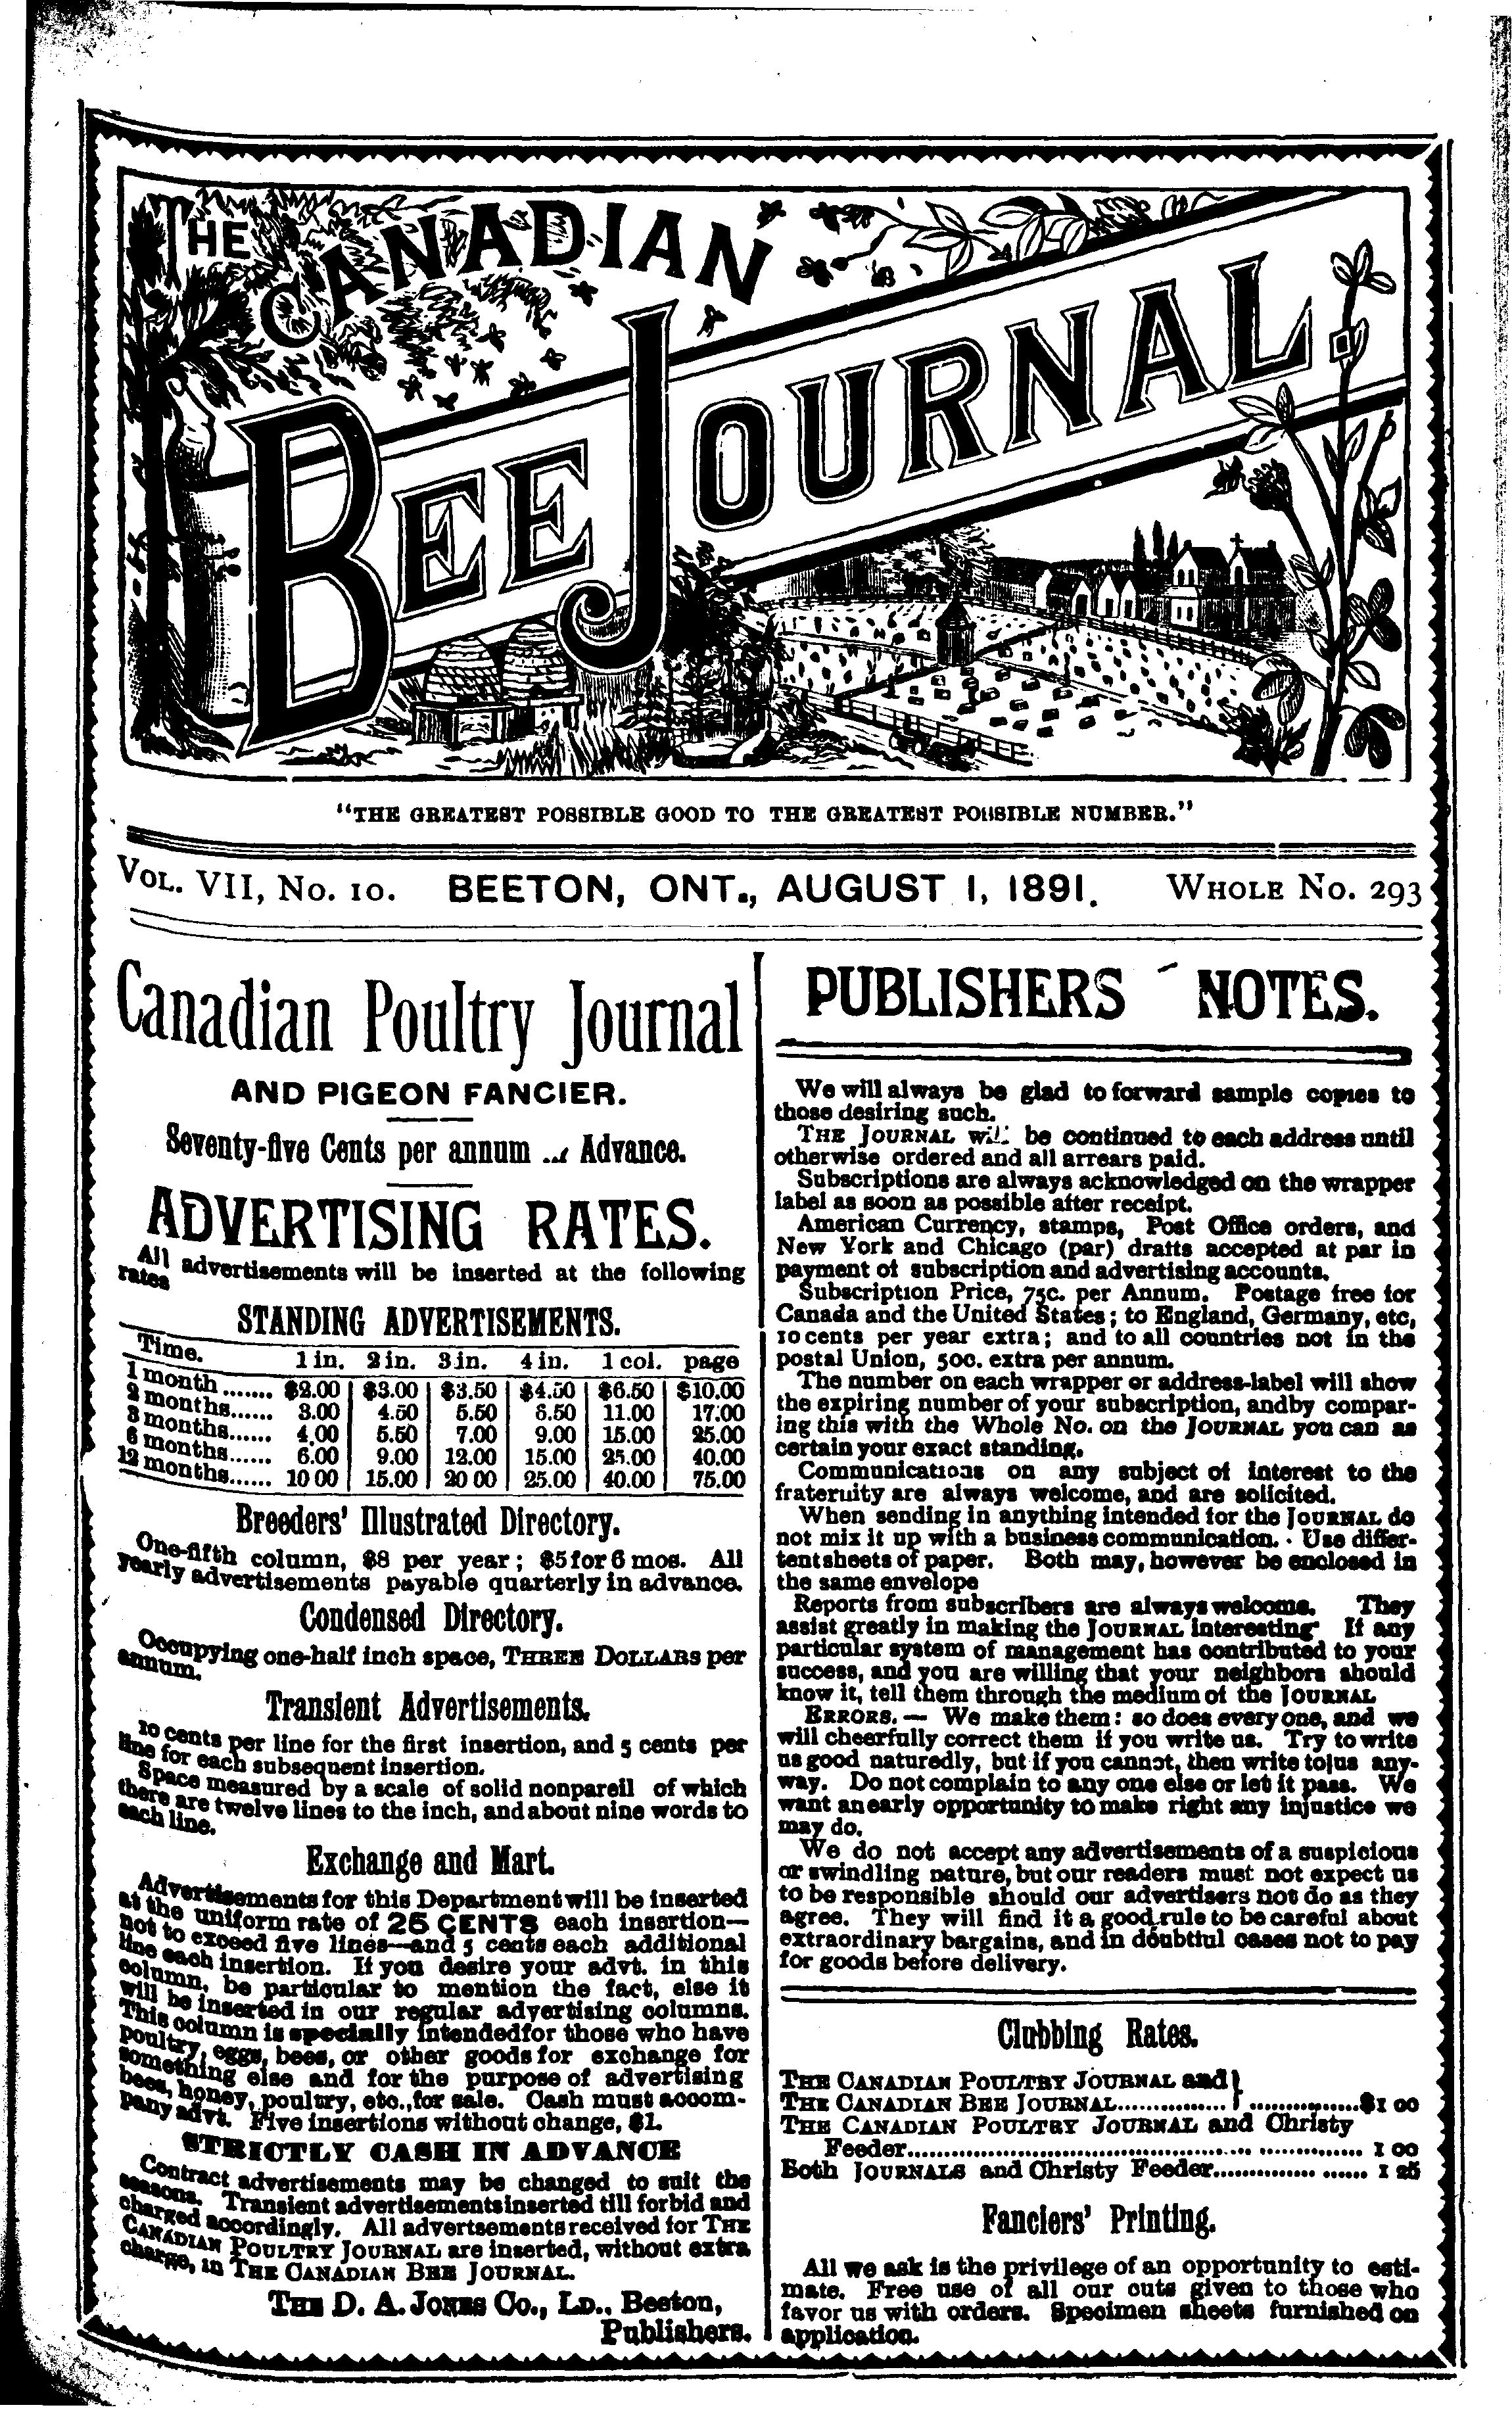 THE CANADIAN
BEE JOURNAL
"THE GREATEST POSSIBLE GOOD TO THE GREATEST POSSIBLE NUMBER."
VOL. VII, No. 10. BEETON, ONT., AUGUST 1, 1891. WHOLE No. 293
Canadian Poultry Journal
AND PIGEON FANCIER.
Seventy-five Cents per annum Advance.
ADVERTISING RATES.
All advertisements will be inserted at the following
rates
STANDING ADVERTISEMENTS.
Time. 1 in. 2 in. 3 in. 4 in. 1 col. page
1 month ....... $2.00 $3.00 $3.50 $4.50 $6.50 $10.00
2 months...... 3.00 4.50 5.50 6.50 11.00 17.00
3 months...... 4.00 5.50 7.00 9.00 15.00 25.00
6 months...... 6.00 9.00 12.00 15.00 25.00 40.00
12 months...... 10 00 15.00 20 00 25.00 40.00 75.00
Breeders' Illustrated Directory.
One-fifth column, $8 per year; $5 for 6 mos. All
yearly advertisements payable quarterly in advance.
Condensed Directory.
Occupying one-half inch space, THREE DOLLARS per
annum.
Transient Advertisements.
10 cents per line for the first insertion, and 5 cents per
line for each subsequent insertion.
Space measured by a scale of solid nonpareil of which
there are twelve lines to the inch, and about nine words to
each line.
Exchange and Mart.
Advertisements for this Department will be inserted
at the uniform rate of 25 CENTS each insertion—
not to exceed five lines—and 5 cents each additional
line each insertion. If you desire your advt. in this
column, be particular to mention the fact, else it
will be inserted in our regular advertising columns.
This column is specially intendedfor those who have
poultry, eggs, bees, or other goods for exchange for
something else and for the purpose of advertising
bees, honey, poultry, etc., for sale. Cash must accom-
pany advt. Five insertions without change, $1.
STRICTLY CASH IN ADVANCE
Contract advertisements may be changed to suit the
seasons. Transient advertisements inserted till forbid and
charged accordingly. All advertsements received for THE
CANADIAN POULTRY JOURNAL are inserted, without extra
charge, in THE CANADIAN BEE JOURNAL.
THE D. A. JONES Co., LD., Beeton,
Publishers.
PUBLISHERS NOTES.
We will always be glad to forward sample copies to
those desiring such.
THE JOURNAL will be continued to each address until
otherwise ordered and all arrears paid.
Subscriptions are always acknowledged on the wrapper
label as soon as possible after receipt.
American Currency, stamps, Post Office orders, and
New York and Chicago (par) drafts accepted at par in
payment of subscription and advertising accounts.
Subscription Price, 75c. per Annum. Postage free for
Canada and the United States; to England, Germany, etc,
10 cents per year extra; and to all countries not in the
postal Union, 50c. extra per annum.
The number on each wrapper or address-label will show
the expiring number of your subscription, andby compar-
ing this with the Whole No. on the JOURNAL you can as
certain your exact standing.
Communications on any subject of interest to the
fraternity are always welcome, and are solicited.
When sending in anything intended for the JOURNAL do
not mix it up with a business communication. Use differ-
tent sheets of paper. Both may, however be enclosed in
the same envelope
Reports from subscribers are always welcome. They
assist greatly in making the JOURNAL interesting If any
particular system of management has contributed to your
success, and you are willing that your neighbors should
know it, tell them through the medium of the JOURNAL
ERRORS. — We make them: so does every one, and we
will cheerfully correct them if you write us. Try to write
us good naturedly, but if you cannot, then write to us any-
way. Do not complain to any one else or let it pass. We
want an early opportunity to make right any injustice we
may do.
We do not accept any advertisements of a suspicious
or swindling nature, but our readers must not expect us
to be responsible should our advertisers not do as they
agree. They will find it a good rule to be careful about
extraordinary bargains, and in doubtful cases not to pay
for goods before delivery.
Clubbing Rates.
THE CANADIAN POULTRY JOURNAL and }
THE CANADIAN BEE JOURNAL............... } ...............$1 00
THE CANADIAN POULTRY JOURNAL and Christy
Feeder.......................................... .............. 1 00
Both JOURNALS and Christy Feeder............... ...... 1 25
Fanciers' Printing.
All we ask is the privilege of an opportunity to esti-
mate. Free use of all our cuts given to those who
favor us with orders. Specimen sheets furnished on
application.